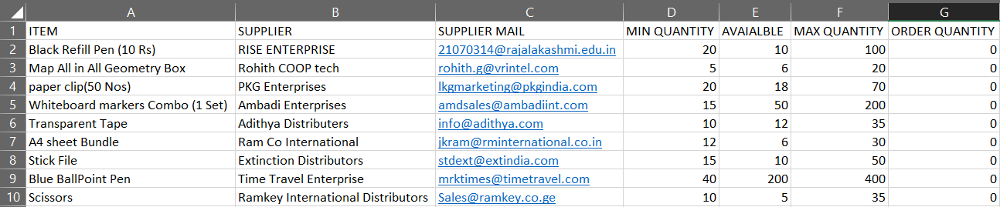 A B C D E F G
1 ITEM SUPPLIER SUPPLIER MAIL MIN QUANTITY AVAIALBLE MAX QUANTITY ORDER QUANTITY
2 Black Refill Pen (10 Rs) RISE ENTERPRISE 21070314@rajalakashmi.edu.in 20 10 100 0
3 Map All in All Geometry Box Rohith COOP tech rohith.g@vrintel.com 5 6 20 0
4 paper clip(50 Nos) PKG Enterprises lkgmarketing@pkgindia.com 20 18 70 0
5 Whiteboard markers Combo (1 Set) Ambadi Enterprises amdsales@ambadiint.com 15 50 200 0
6 Transparent Tape Adithya Distributers info@adithya.com 10 12 35 0
7 A4 sheet Bundle Ram Co International jkram@rminternational.co.in 12 6 30 0
8 Stick File Extinction Distributors stdext@extindia.com 15 10 50 0
9 Blue BallPoint Pen Time Travel Enterprise mrktimes@timetravel.com 40 200 400 0
10 Scissors Ramkey International Distributors Sales@ramkey.co.ge 10 5 35 0